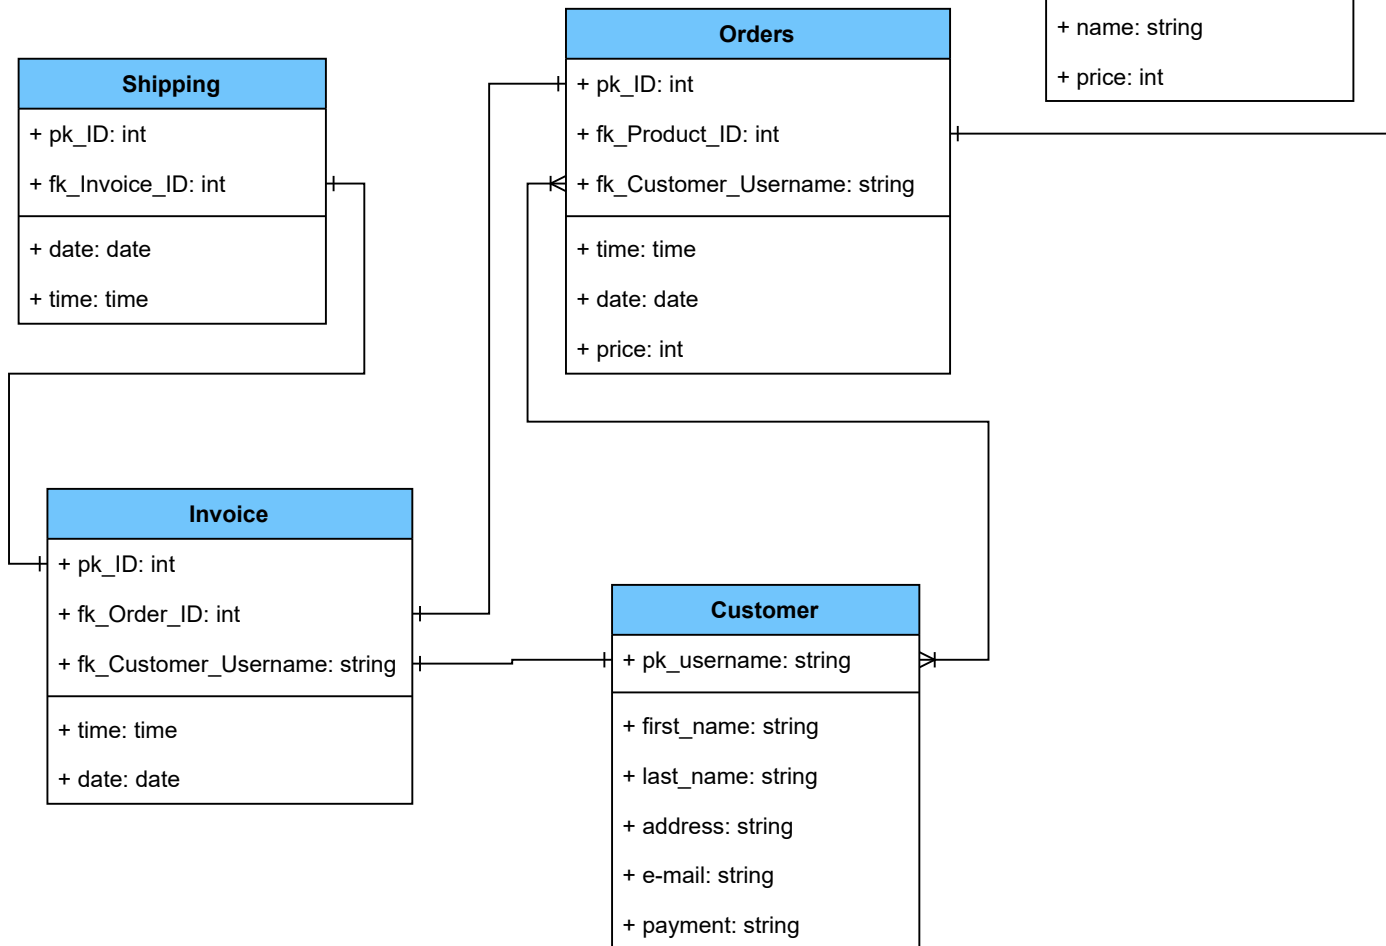 + name: string
+ price: int
Orders
+ pk_ID: int
+ fk_Product_ID: int
+ fk_Customer_Username: string
+ time: time
+ date: date
+ price: int
Shipping
+ pk_ID: int
+ fk_Invoice_ID: int
+ date: date
+ time: time
Invoice
+ pk_ID: int
+ fk_Order_ID: int
+ fk_Customer_Username: string
+ time: time
+ date: date
Customer
+ pk_username: string
+ first_name: string
+ last_name: string
+ address: string
+ e-mail: string
+ payment: string